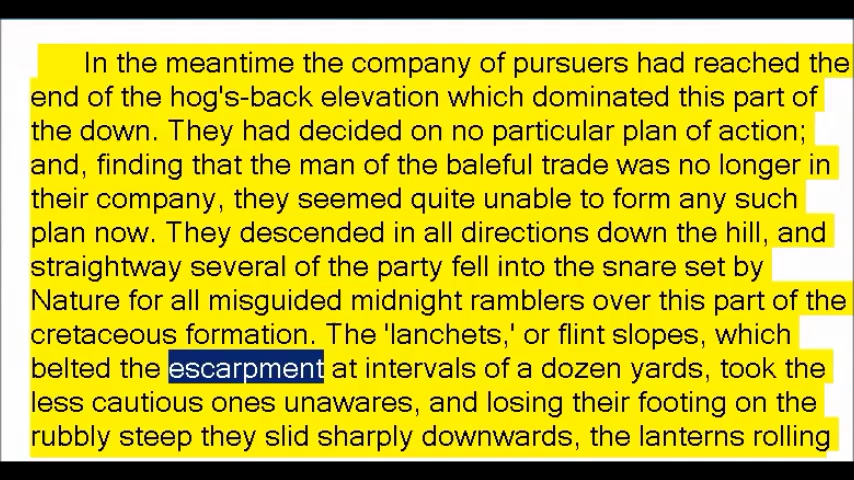 In the meantime the company of pursuers had reached the
end of the hog's-back elevation which dominated this part of
the down. They had decided on no particular plan of action;
and, finding that the man of the baleful trade was no longer in
their company, they seemed quite unable to form any such
plan now. They descended in all directions down the hill, and
straightway several of the party fell into the snare set by
Nature for all misguided midnight ramblers over this part of the
cretaceous formation. The 'lanchets,' or flint slopes, which
belted the escarpment at intervals of a dozen yards, took the
less cautious ones unawares, and losing their footing on the
rubbly steep they slid sharply downwards, the lanterns rolling